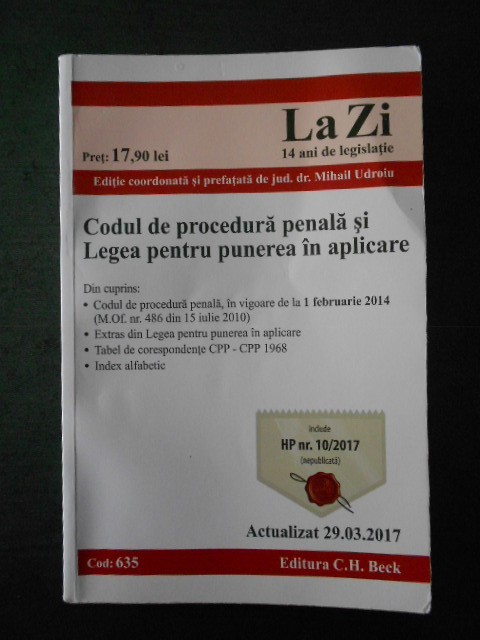 La Zi
Preț: 17,90 lei
14 ani de legislație
Ediție coordonată și prefațată de jud. dr. Mihail Udroiu
Codul de procedură penală și
Legea pentru punerea în aplicare
Din cuprins:
• Codul de procedură penală, în vigoare de la 1 februarie 2014
(M.Of. nr. 486 din 15 iulie 2010)
• Extras din Legea pentru punerea în aplicare
• Tabel de corespondențe CPP - CPP 1968
• Index alfabetic
include
HP nr. 10/2017
(nepublicată)
Actualizat 29.03.2017
Cod: 635
Editura C.H. Beck